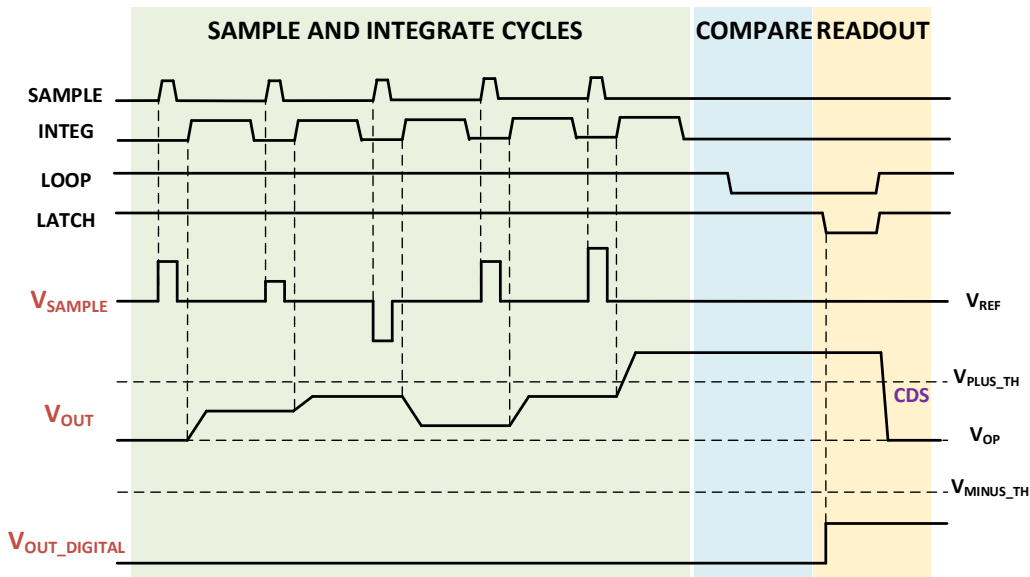 SAMPLE AND INTEGRATE CYCLES
COMPARE
READOUT
SAMPLE
INTEG
LOOP
LATCH
VSAMPLE
VREF
VPLUS_TH
CDS
VOUT
VOP
VMINUS_TH
VOUT_DIGITAL